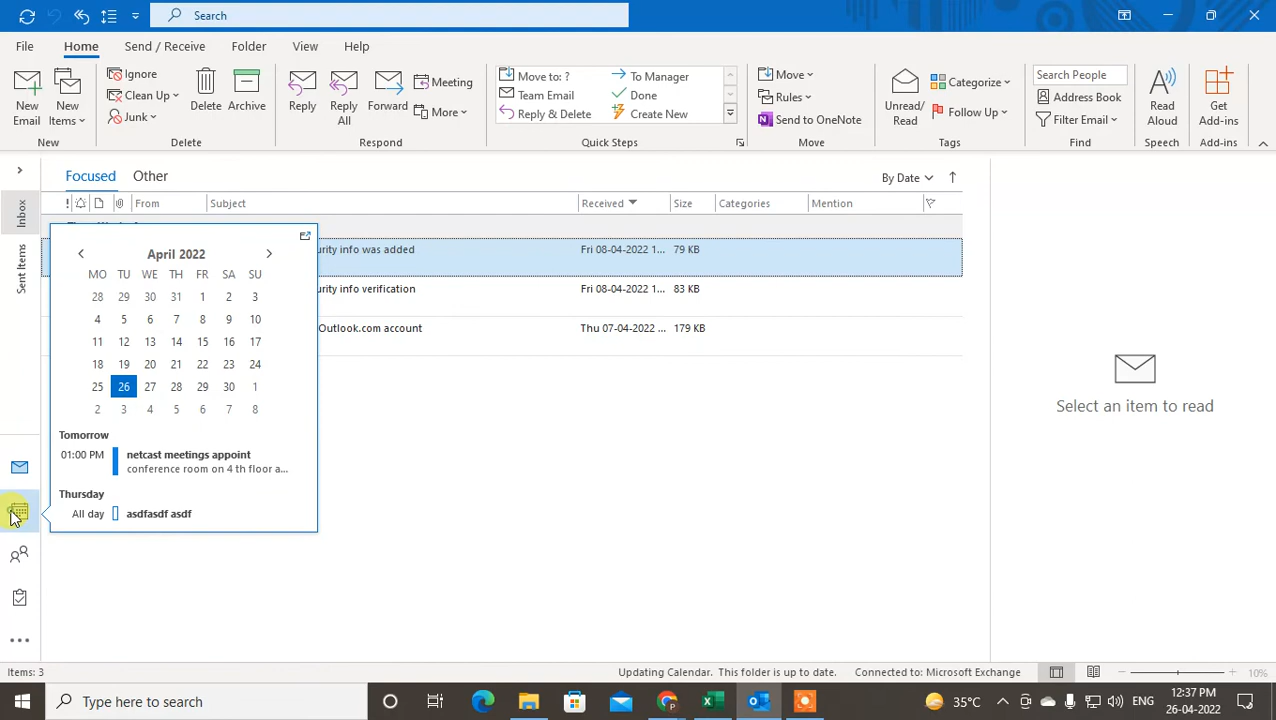 Search
File Home Send / Receive Folder View Help
New Email
New Items
Ignore
Clean Up
Junk
Delete
Archive
Reply
Reply All
Forward
Meeting
More
Move to: ?
Team Email
Reply & Delete
To Manager
Done
Create New
Move
Rules
Send to OneNote
Unread/ Read
Categorize
Follow Up
Search People
Address Book
Filter Email
Read Aloud
Get Add-ins
New Delete Respond Quick Steps Move Tags Find Speech Add-ins
Focused Other By Date
Inbox
Sent Items
! From Subject Received Size Categories Mention
urity info was added Fri 08-04-2022 1... 79 KB
urity info verification Fri 08-04-2022 1... 83 KB
Outlook.com account Thu 07-04-2022 ... 179 KB
April 2022
MO TU WE TH FR SA SU
28 29 30 31 1 2 3
4 5 6 7 8 9 10
11 12 13 14 15 16 17
18 19 20 21 22 23 24
25 26 27 28 29 30 1
2 3 4 5 6 7 8
Tomorrow
01:00 PM netcast meetings appoint
conference room on 4 th floor a...
Thursday
All day asdfasdf asdf
Select an item to read
Items: 3 Updating Calendar. This folder is up to date. Connected to: Microsoft Exchange 10%
Type here to search 35°C ENG 12:37 PM
26-04-2022